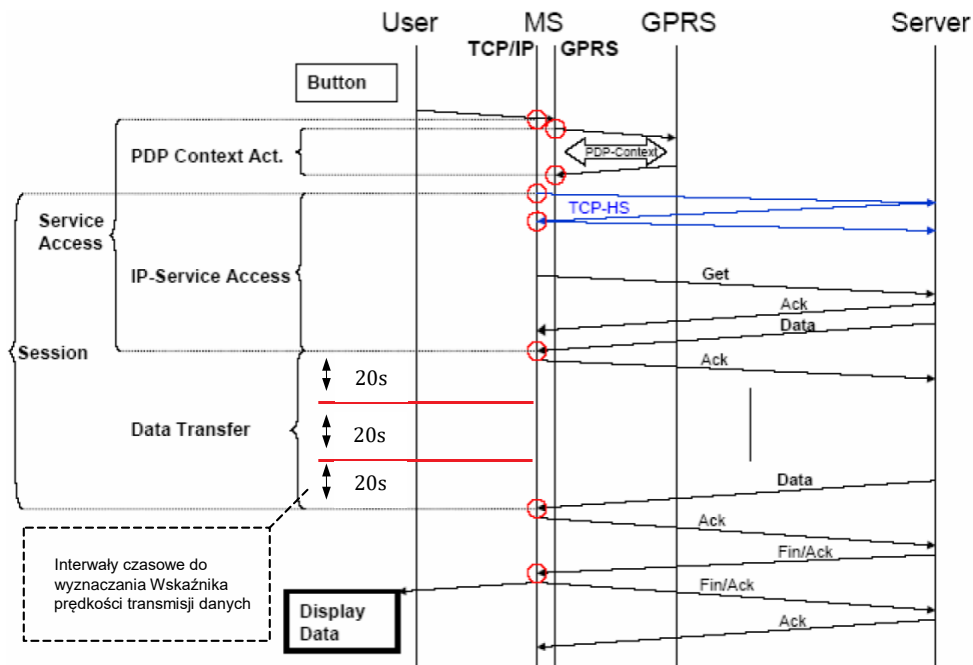 User MS GPRS Server
TCP/IP GPRS
Button
PDP Context Act.
PDP-Context
TCP-HS
Service
Access
IP-Service Access
Get
Ack
Data
Session
Ack
20s
Data Transfer
20s
20s
Data
Ack
Interwały czasowe do
wyznaczania Wskaźnika
prędkości transmisji danych
Fin/Ack
Fin/Ack
Display
Data
Ack